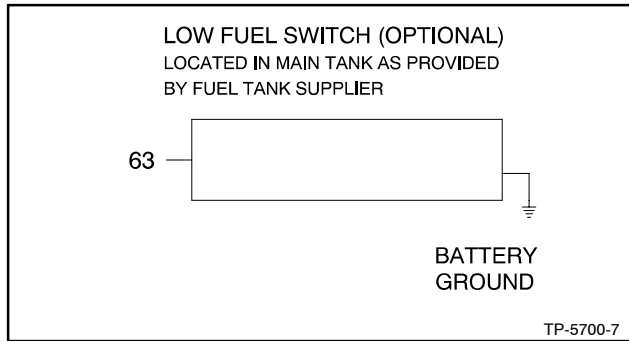 LOW FUEL SWITCH (OPTIONAL)
LOCATED IN MAIN TANK AS PROVIDED
BY FUEL TANK SUPPLIER
63
BATTERY
GROUND
TP-5700-7